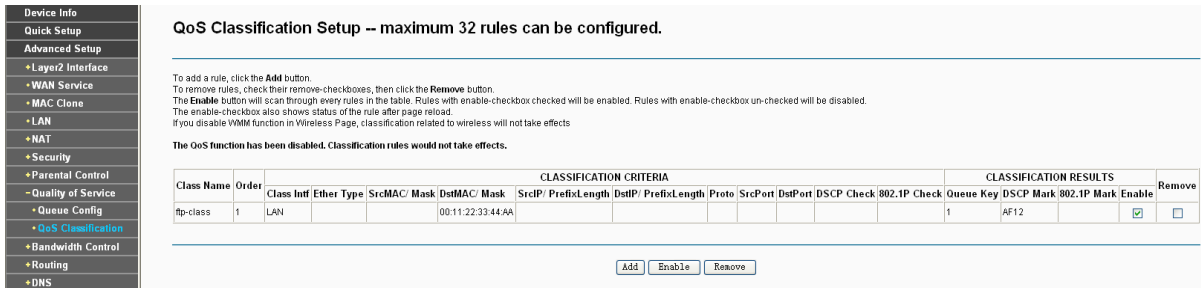 Device Info
Quick Setup
Advanced Setup
+Layer2 Interface
•WAN Service
•MAC Clone
•LAN
+NAT
+Security
+Parental Control
−Quality of Service
•Queue Config
•QoS Classification
+Bandwidth Control
+Routing
+DNS
QoS Classification Setup -- maximum 32 rules can be configured.
To add a rule, click the Add button.
To remove rules, check their remove-checkboxes, then click the Remove button.
The Enable button will scan through every rules in the table. Rules with enable-checkbox checked will be enabled. Rules with enable-checkbox un-checked will be disabled.
The enable-checkbox also shows status of the rule after page reload.
If you disable WMM function in Wireless Page, classification related to wireless will not take effects
The QoS function has been disabled. Classification rules would not take effects.
CLASSIFICATION CRITERIA CLASSIFICATION RESULTS
Class Name Order Class Intf Ether Type SrcMAC/ Mask DstMAC/ Mask SrcIP/ PrefixLength DstIP/ PrefixLength Proto SrcPort DstPort DSCP Check 802.1P Check Queue Key DSCP Mark 802.1P Mark Enable Remove
ftp-class 1 LAN 00:11:22:33:44:AA 1 AF12
Add Enable Remove